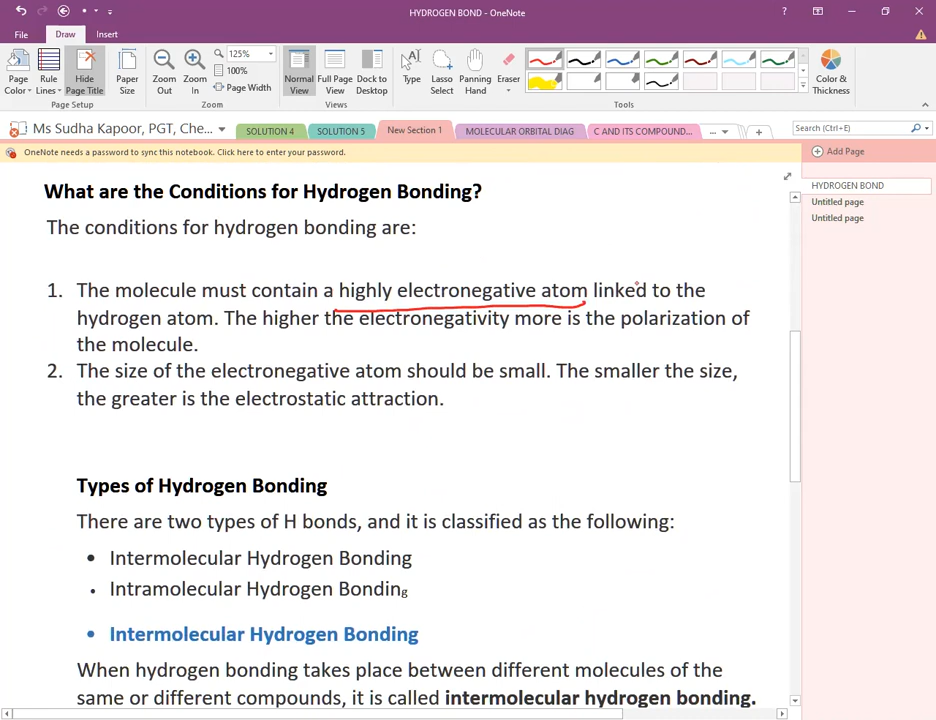 HYDROGEN BOND - OneNote
?
File
Draw
Insert
Page Color
Rule Lines
Hide Page Title
Paper Size
Zoom Out
Zoom In
125%
100%
Page Width
Normal View
Full Page View
Dock to Desktop
Type
Lasso Select
Panning Hand
Eraser
Color & Thickness
Page Setup
Zoom
Views
Tools
Ms Sudha Kapoor, PGT, Che...
SOLUTION 4
SOLUTION 5
New Section 1
MOLECULAR ORBITAL DIAG
C AND ITS COMPOUND...
...
Search (Ctrl+E)
OneNote needs a password to sync this notebook. Click here to enter your password.
Add Page
HYDROGEN BOND
Untitled page
Untitled page
What are the Conditions for Hydrogen Bonding?
The conditions for hydrogen bonding are:
1. The molecule must contain a highly electronegative atom linked to the
hydrogen atom. The higher the electronegativity more is the polarization of
the molecule.
2. The size of the electronegative atom should be small. The smaller the size,
the greater is the electrostatic attraction.
Types of Hydrogen Bonding
There are two types of H bonds, and it is classified as the following:
• Intermolecular Hydrogen Bonding
• Intramolecular Hydrogen Bonding
• Intermolecular Hydrogen Bonding
When hydrogen bonding takes place between different molecules of the
same or different compounds, it is called intermolecular hydrogen bonding.